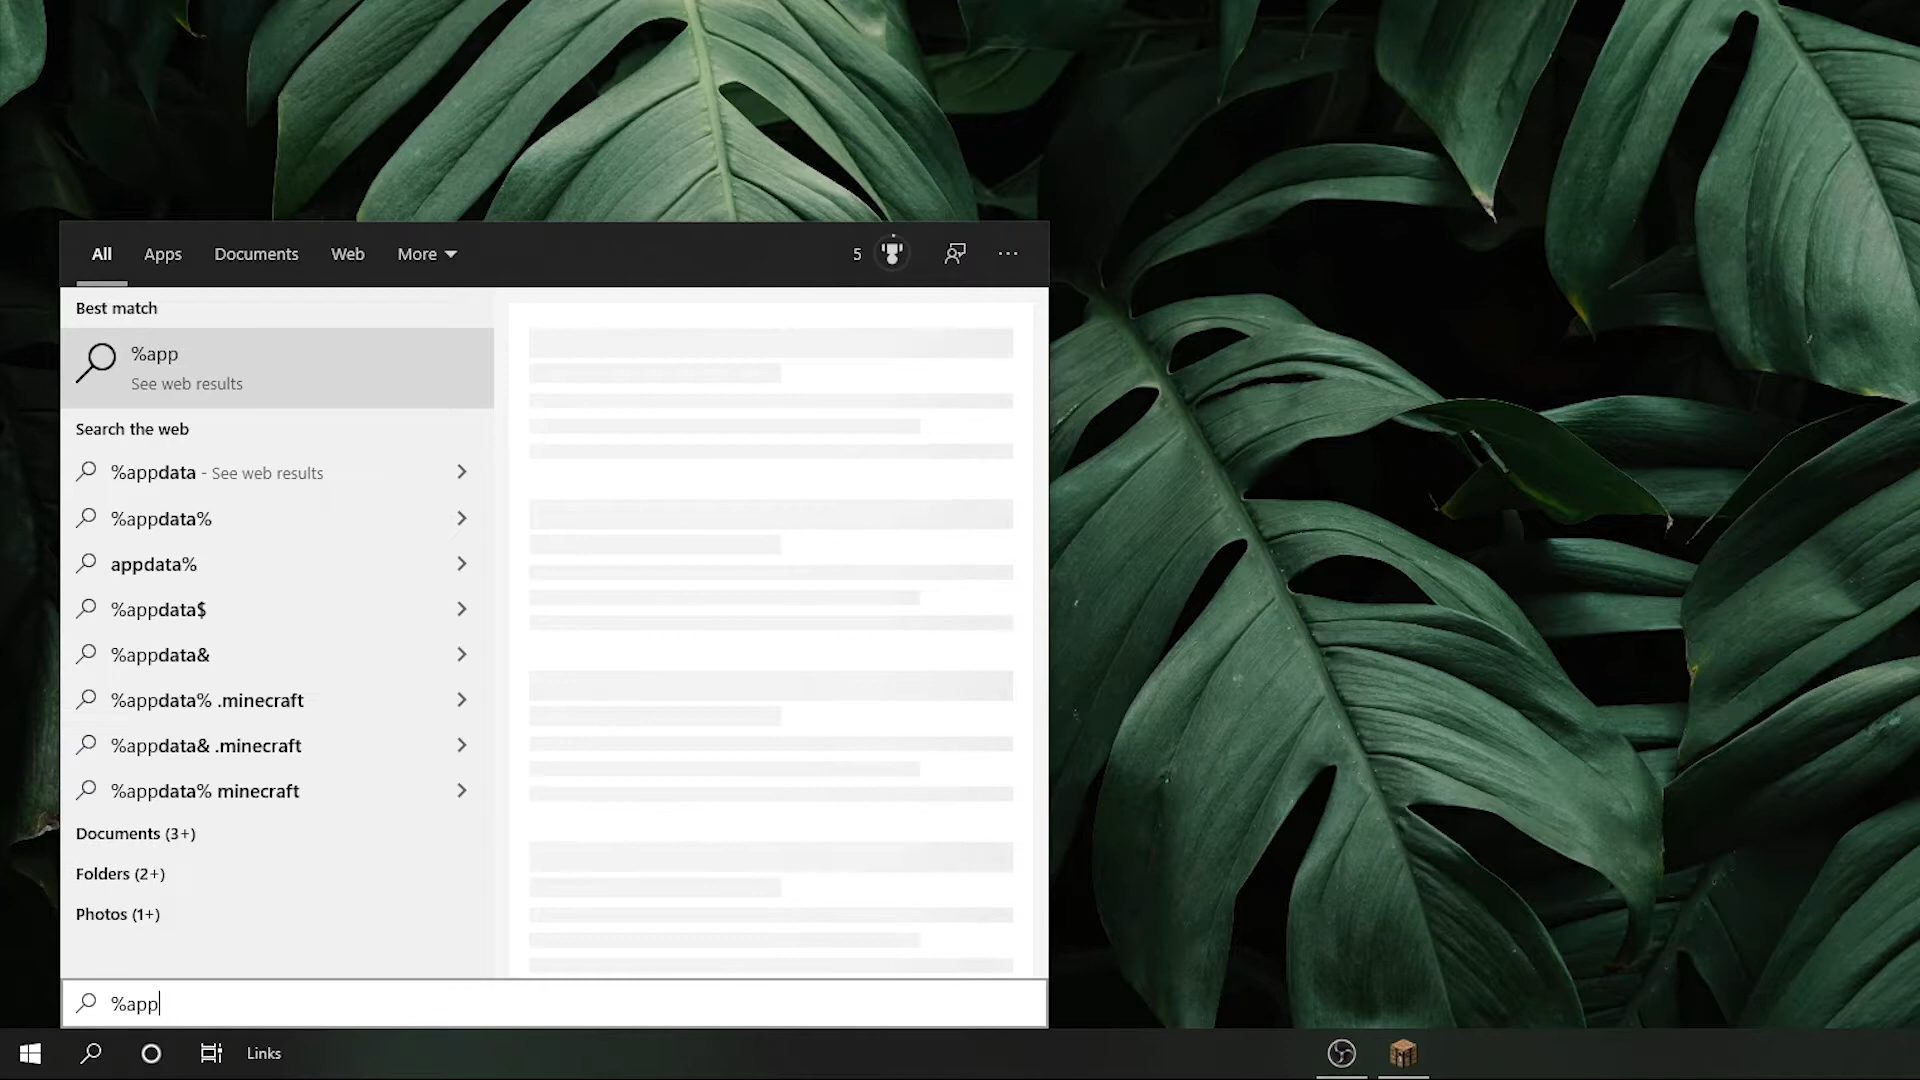 All Apps Documents Web More 5 ...
Best match
%app
See web results
Search the web
%appdata - See web results
%appdata%
appdata%
%appdata$
%appdata&
%appdata% .minecraft
%appdata& .minecraft
%appdata% minecraft
Documents (3+)
Folders (2+)
Photos (1+)
%app
Links